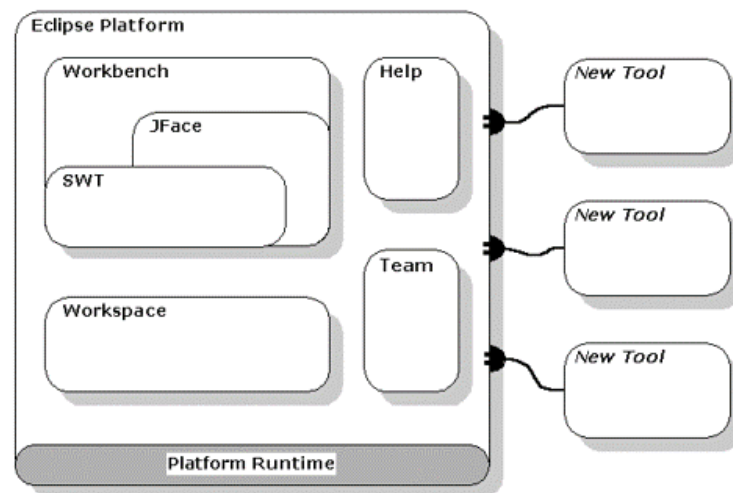 Eclipse Platform
Workbench
JFace
SWT
Workspace
Help
Team
Platform Runtime
New Tool
New Tool
New Tool